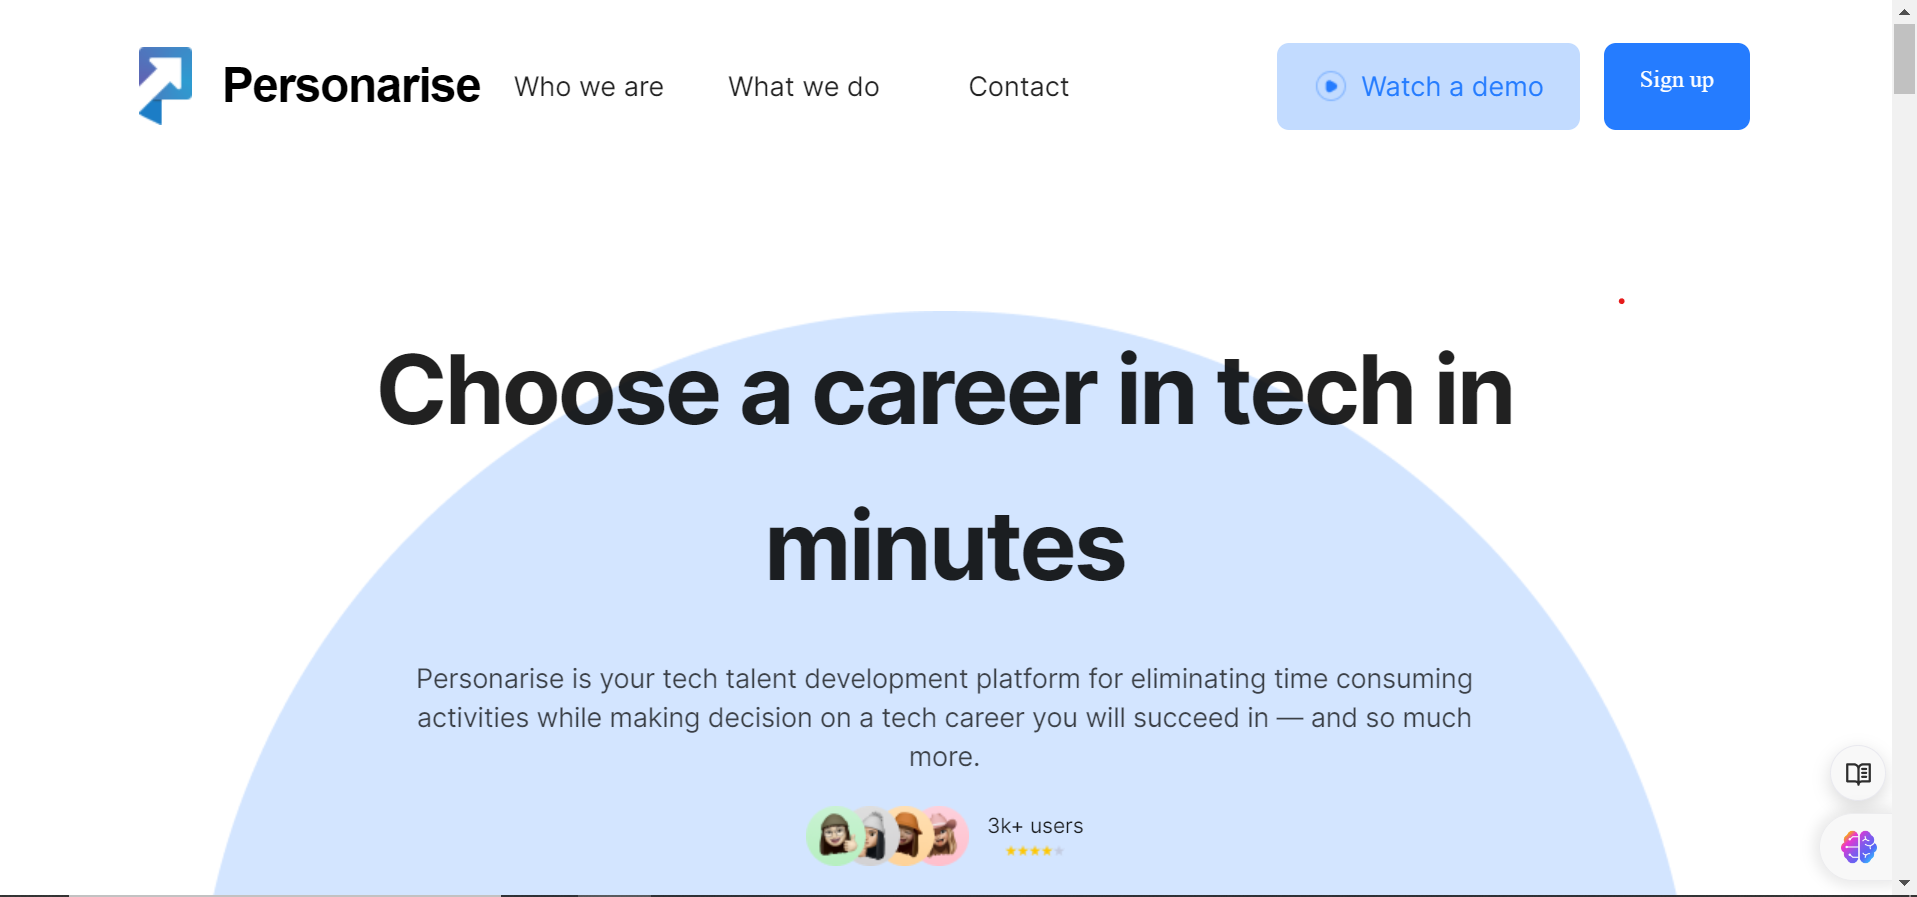 Personarise
Who we are
What we do
Contact
Watch a demo
Sign up
Choose a career in tech in
minutes
Personarise is your tech talent development platform for eliminating time consuming
activities while making decision on a tech career you will succeed in — and so much
more.
3k+ users